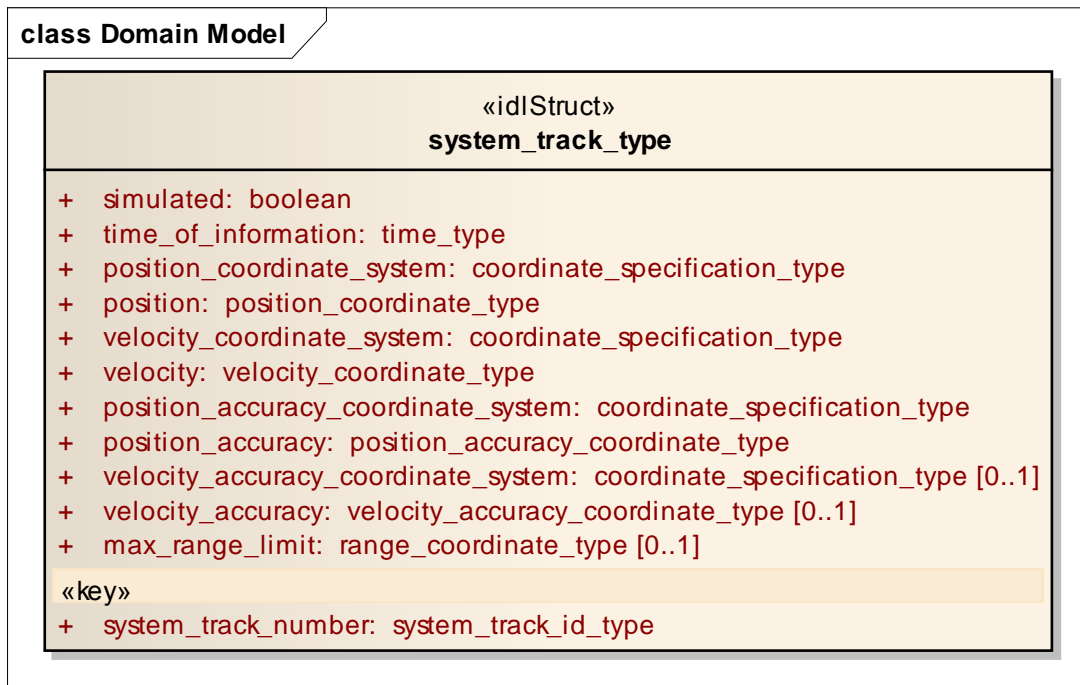 class Domain Model
«idlStruct»
system_track_type
+ simulated: boolean
+ time_of_information: time_type
+ position_coordinate_system: coordinate_specification_type
+ position: position_coordinate_type
+ velocity_coordinate_system: coordinate_specification_type
+ velocity: velocity_coordinate_type
+ position_accuracy_coordinate_system: coordinate_specification_type
+ position_accuracy: position_accuracy_coordinate_type
+ velocity_accuracy_coordinate_system: coordinate_specification_type [0..1]
+ velocity_accuracy: velocity_accuracy_coordinate_type [0..1]
+ max_range_limit: range_coordinate_type [0..1]
«key»
+ system_track_number: system_track_id_type